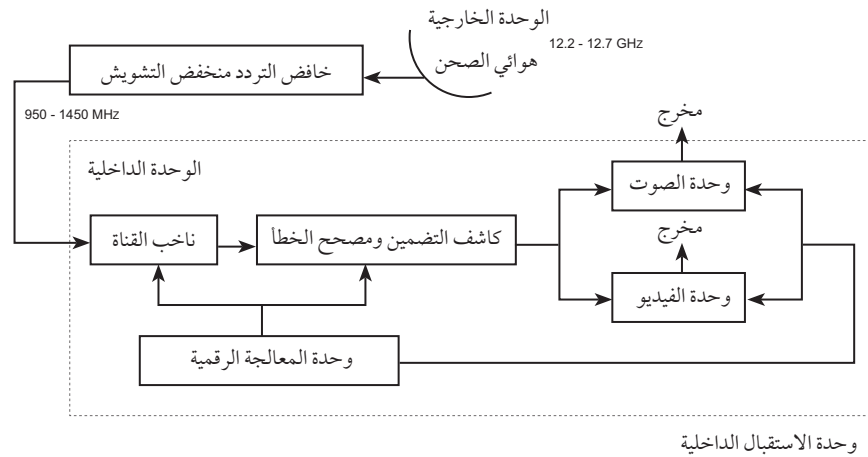 الوحدة الخارجية
12.2 - 12.7 GHz
هوائي الصحن
خافض التردد منخفض التشويش
950 - 1450 MHz
مخرج
الوحدة الداخلية
وحدة الصوت
مخرج
ناخب القناة
كاشف التضمين ومصحح الخطأ
وحدة الفيديو
وحدة المعالجة الرقمية
وحدة الاستقبال الداخلية